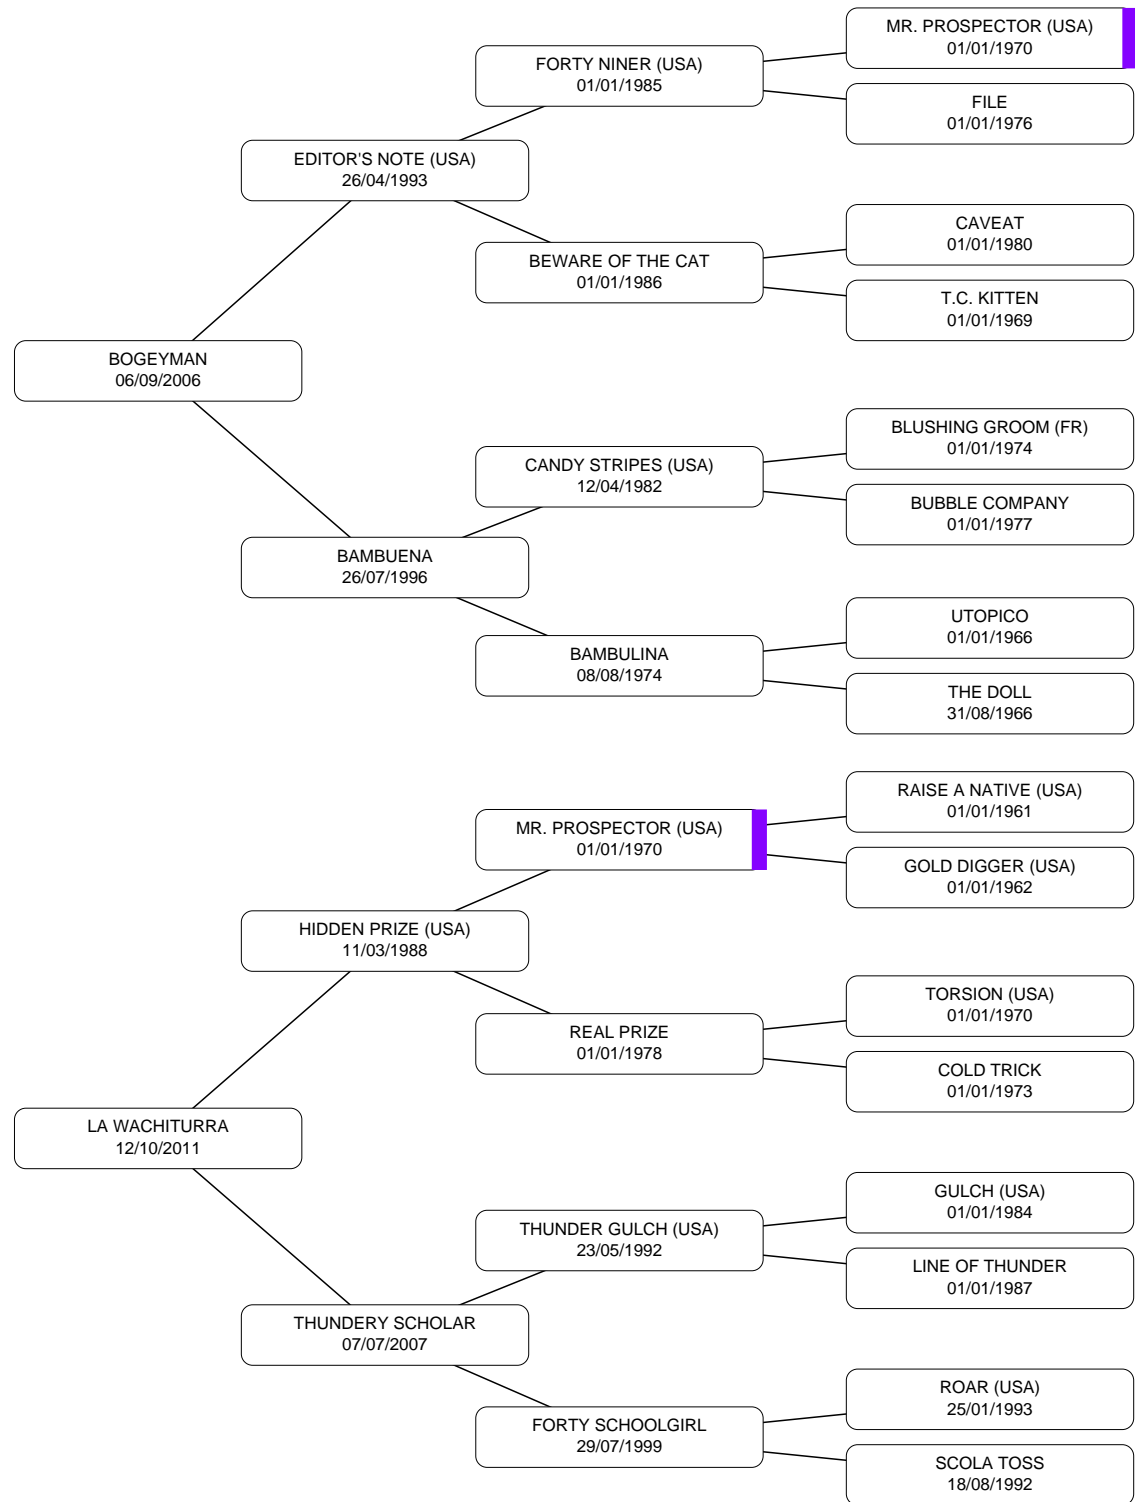 MR. PROSPECTOR (USA)
01/01/1970
FORTY NINER (USA)
01/01/1985
FILE
01/01/1976
EDITOR'S NOTE (USA)
26/04/1993
CAVEAT
01/01/1980
BEWARE OF THE CAT
01/01/1986
T.C. KITTEN
01/01/1969
BOGEYMAN
06/09/2006
BLUSHING GROOM (FR)
01/01/1974
CANDY STRIPES (USA)
12/04/1982
BUBBLE COMPANY
01/01/1977
BAMBUENA
26/07/1996
UTOPICO
01/01/1966
BAMBULINA
08/08/1974
THE DOLL
31/08/1966
RAISE A NATIVE (USA)
01/01/1961
MR. PROSPECTOR (USA)
01/01/1970
GOLD DIGGER (USA)
01/01/1962
HIDDEN PRIZE (USA)
11/03/1988
TORSION (USA)
01/01/1970
REAL PRIZE
01/01/1978
COLD TRICK
01/01/1973
LA WACHITURRA
12/10/2011
GULCH (USA)
01/01/1984
THUNDER GULCH (USA)
23/05/1992
LINE OF THUNDER
01/01/1987
THUNDERY SCHOLAR
07/07/2007
ROAR (USA)
25/01/1993
FORTY SCHOOLGIRL
29/07/1999
SCOLA TOSS
18/08/1992